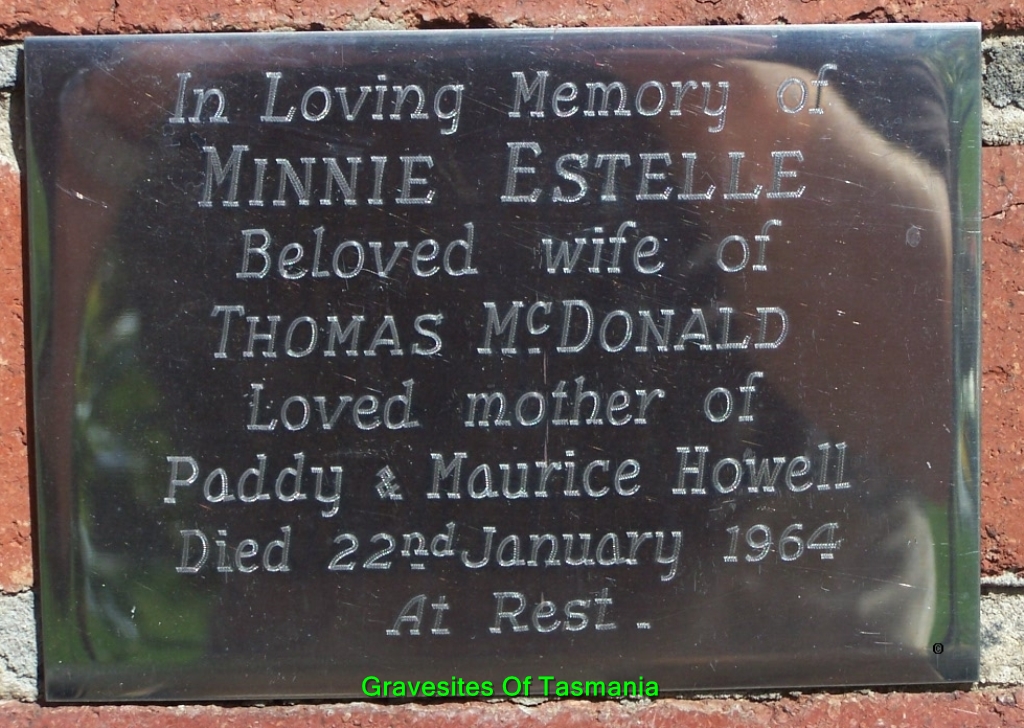 In Loving Memory of
MINNIE ESTELLE
Beloved wife of
THOMAS McDONALD
Loved mother of
Paddy & Maurice Howell
Died 22nd January 1964
At Rest.
Gravesites Of Tasmania